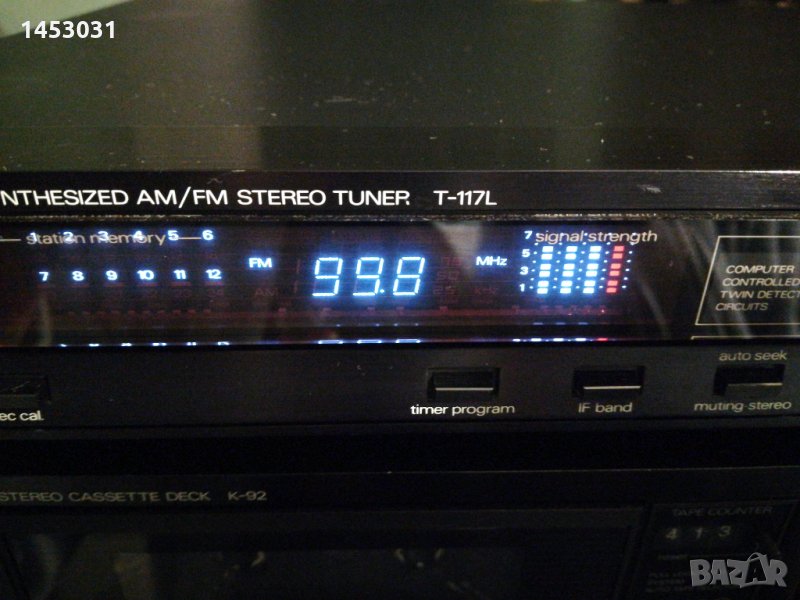 1453031
NTHESIZED AM/FM STEREO TUNER T-117L
1 2 3 4 5 6
station memory
7 8 9 10 11 12
FM 99.8 MHz
AM
7
5
3
1
signal strength
COMPUTER
CONTROLLED
TWIN DETECT
CIRCUITS
auto seek
ec cal.
timer program
IF band
muting-stereo
STEREO CASSETTE DECK K-92
TAPE COUNTER
4 1 3
BAZAR